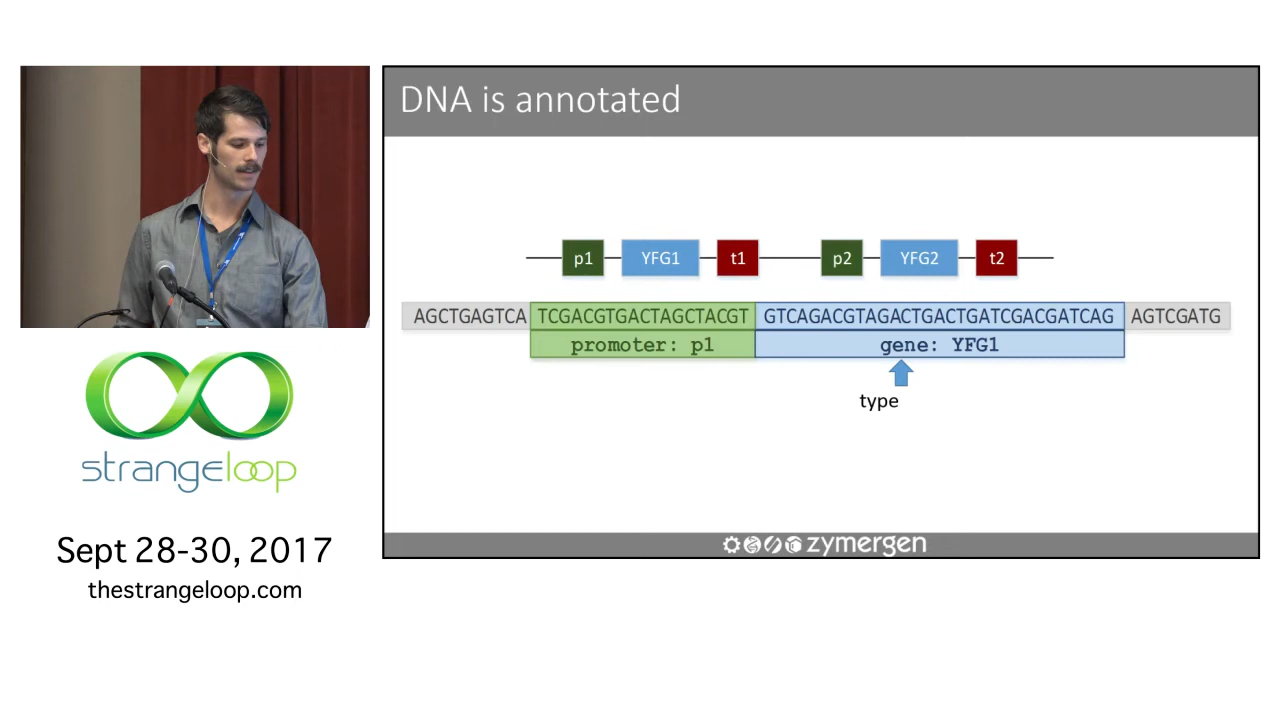 DNA is annotated
p1 YFG1 t1 p2 YFG2 t2
AGCTGAGTCA TCGACGTGACTAGCTACGT GTCAGACGTAGACTGACTGATCGACGATCAG AGTCGATG
promoter: p1 gene: YFG1
type
zymergen
strangeloop
Sept 28-30, 2017
thestrangeloop.com